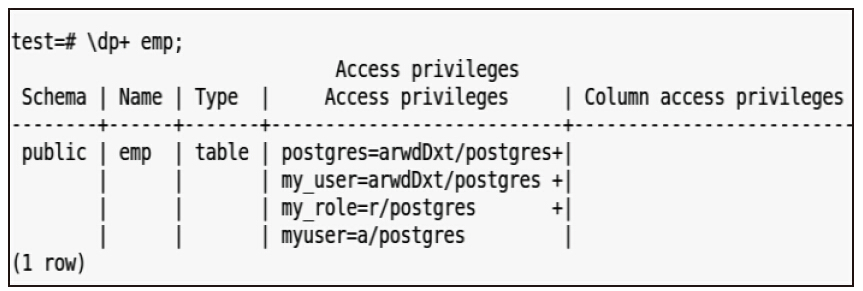 test=# \dp+ emp;
                              Access privileges
 Schema | Name | Type  |     Access privileges     | Column access privileges
--------+------+-------+---------------------------+--------------------------
 public | emp  | table | postgres=arwdDxt/postgres+|
        |      |       | my_user=arwdDxt/postgres +|
        |      |       | my_role=r/postgres       +|
        |      |       | myuser=a/postgres         |
(1 row)